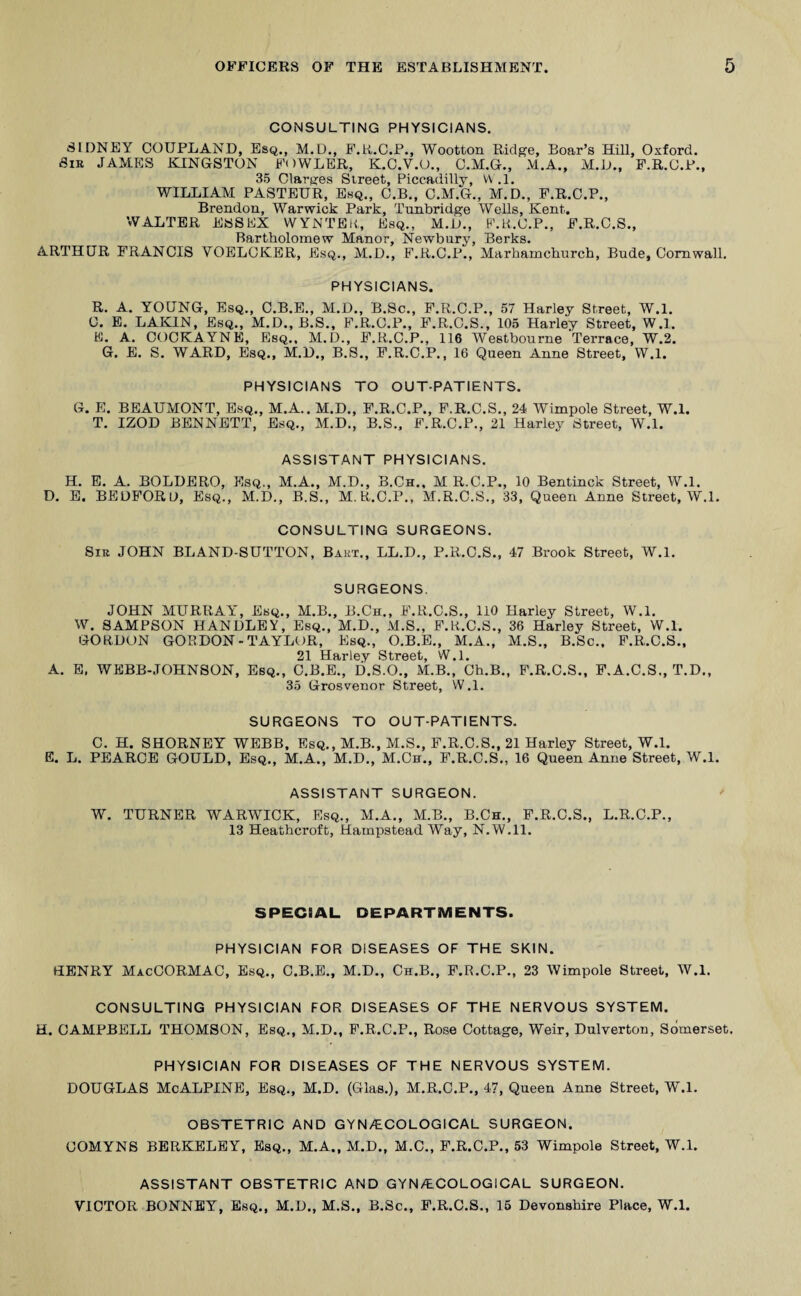 OFFICERS OF THE ESTABLISHMENT. 5
CONSULTING PHYSICIANS.
SIDNEY COUPLAND, Esq., M.D., F.R.C.P., Wootton Ridge, Boar's Hill, Oxford.
Sir JAMES KINGSTON FOWLER, K.C.V.O., C.M.G., M.A., M.D., F.R.C.P.,
35 Clarges Street, Piccadilly, W.1.
WILLIAM PASTEUR, Esq., C.B., C.M.G., M.D., F.R.C.P.,
Brendon, Warwick Park, Tunbridge Wells, Kent.
WALTER ESSEX WYNTER, Esq., M.D., F.R.C.P., F.R.C.S.,
Bartholomew Manor, Newbury, Berks.
ARTHUR FRANCIS VOELCKER, Esq., M.D., F.R.C.P., Marhamchurch, Bude, Cornwall.
PHYSICIANS.
R. A. YOUNG, Esq., C.B.E., M.D., B.Sc., F.R.C.P., 57 Harley Street, W.1.
C. E. LAKIN, Esq., M.D., B.S., F.R.C.P., F.R.C.S., 105 Harley Street, W.1.
E. A. COCKAYNE, Esq., M.D., F.R.C.P., 116 Westbourne Terrace, W.2.
G. E. S. WARD, Esq., M.D., B.S., F.R.C.P., 16 Queen Anne Street, W.1.
PHYSICIANS TO OUT-PATIENTS.
G. E. BEAUMONT, Esq., M.A.. M.D., F.R.C.P., F.R.C.S., 24 Wimpole Street, W.1.
T. IZOD BENNETT, Esq., M.D., B.S., F.R.C.P., 21 Harley Street, W.1.
ASSISTANT PHYSICIANS.
H. E. A. BOLDERO, Esq., M.A., M.D., B.Ch., M R.C.P., 10 Bentinck Street, W.1.
D. E. BEDFORD, Esq., M.D., B.S., M.R.C.P., M.R.C.S., 33, Queen Anne Street, W.1.
CONSULTING SURGEONS.
Sir JOHN BLAND-SUTTON, Bart., LL.D., P.R.C.S., 47 Brook Street, W.1.
SURGEONS.
JOHN MURRAY, Esq., M.B., B.Ch., F.R.C.S., 110 Harley Street, W.1.
W. SAMPSON HANDLEY, Esq., M.D., M.S., F.R.C.S., 36 Harley Street, W.1.
GORDON GORDON-TAYLOR, Esq., O.B.E., M.A., M.S., B.Sc., F.R.C.S.,
21 Harley Street, W.1.
A. E, WEBB-JOHNSON, Esq., C.B.E., D.S.O., M.B., Ch.B., F.R.C.S., F.A.C.S., T.D.,
35 Grosvenor Street, W.1.
SURGEONS TO OUT-PATIENTS.
C. H. SHORNEY WEBB, Esq., M.B., M.S., F.R.C.S., 21 Harley Street, W.1.
E. L. PEARCE GOULD, Esq., M.A., M.D., M.Ch., F.R.C.S., 16 Queen Anne Street, W.1.
ASSISTANT SURGEON.
W. TURNER WARWICK, Esq., M.A., M.B., B.Ch., F.R.C.S., L.R.C.P.,
13 Heathcroft, Hampstead Way, N.W.11.
SPECIAL DEPARTMENTS.
PHYSICIAN FOR DISEASES OF THE SKIN.
HENRY MacCORMAC, Esq., C.B.E., M.D., Ch.B., F.R.C.P., 23 Wimpole Street, W.1.
CONSULTING PHYSICIAN FOR DISEASES OF THE NERVOUS SYSTEM.
H. CAMPBELL THOMSON, Esq., M.D., F.R.C.P., Rose Cottage, Weir, Dulverton, Somerset.
PHYSICIAN FOR DISEASES OF THE NERVOUS SYSTEM.
DOUGLAS McALPINE, Esq., M.D. (Glas.), M.R.C.P., 47, Queen Anne Street, W.1.
OBSTETRIC AND GYNÆCOLOGICAL SURGEON.
COMYNS BERKELEY, Esq., M.A., M.D., M.C., F.R.C.P., 53 Wimpole Street, W.1.
ASSISTANT OBSTETRIC AND GYNÆCOLOGICAL SURGEON.
VICTOR BONNEY, Esq., M.D., M.S., B.Sc., F.R.C.S., 15 Devonshire Place, W.1.